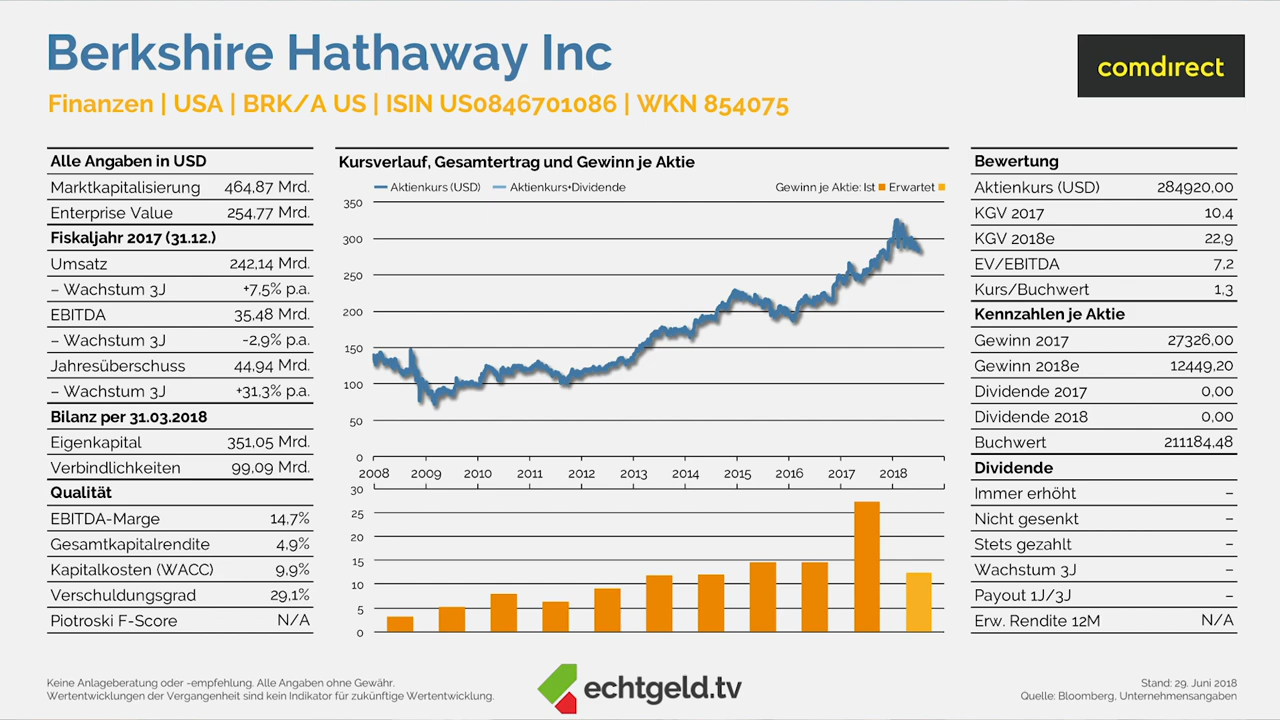 Berkshire Hathaway Inc
comdırect
Finanzen | USA | BRK/A US | ISIN US0846701086 | WKN 854075
Alle Angaben in USD
Marktkapitalisierung 464,87 Mrd.
Enterprise Value 254,77 Mrd.
Fiskaljahr 2017 (31.12.)
Umsatz 242,14 Mrd.
– Wachstum 3J +7,5% p.a.
EBITDA 35,48 Mrd.
– Wachstum 3J -2,9% p.a.
Jahresüberschuss 44,94 Mrd.
– Wachstum 3J +31,3% p.a.
Bilanz per 31.03.2018
Eigenkapital 351,05 Mrd.
Verbindlichkeiten 99,09 Mrd.
Qualität
EBITDA-Marge 14,7%
Gesamtkapitalrendite 4,9%
Kapitalkosten (WACC) 9,9%
Verschuldungsgrad 29,1%
Piotroski F-Score N/A
Kursverlauf, Gesamtertrag und Gewinn je Aktie
Aktienkurs (USD) Aktienkurs+Dividende Gewinn je Aktie: Ist Erwartet
350
300
250
200
150
100
50
0
2008 2009 2010 2011 2012 2013 2014 2015 2016 2017 2018
30
25
20
15
10
5
0
Bewertung
Aktienkurs (USD) 284920,00
KGV 2017 10,4
KGV 2018e 22,9
EV/EBITDA 7,2
Kurs/Buchwert 1,3
Kennzahlen je Aktie
Gewinn 2017 27326,00
Gewinn 2018e 12449,20
Dividende 2017 0,00
Dividende 2018 0,00
Buchwert 211184,48
Dividende
Immer erhöht –
Nicht gesenkt –
Stets gezahlt –
Wachstum 3J –
Payout 1J/3J –
Erw. Rendite 12M N/A
Keine Anlageberatung oder -empfehlung. Alle Angaben ohne Gewähr.
Wertentwicklungen der Vergangenheit sind kein Indikator für zukünftige Wertentwicklung.
echtgeld.tv
Stand: 29. Juni 2018
Quelle: Bloomberg, Unternehmensangaben